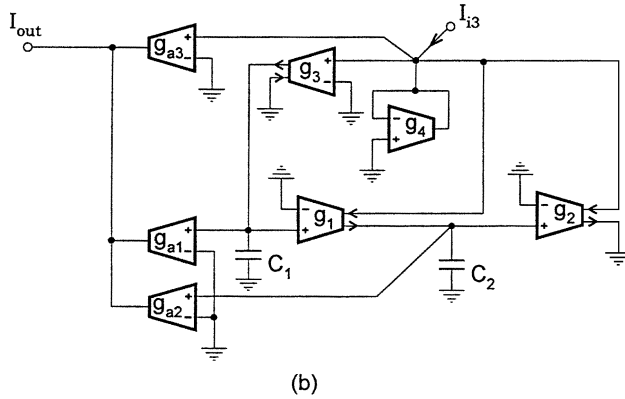 I_out
g_a3
+
−
g_3
+
−
I_i3
−
g_4
+
−
g_1
+
−
g_2
+
g_a1
+
−
C_1
C_2
g_a2
+
−
(b)